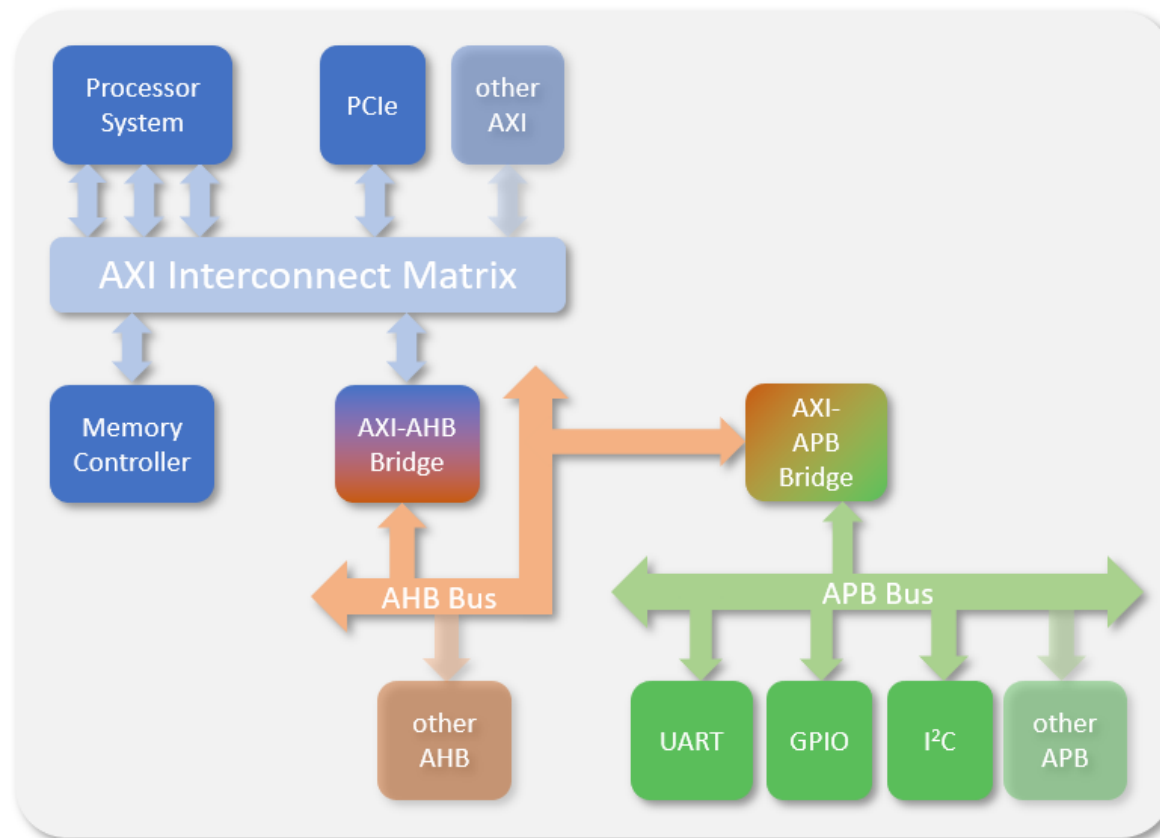 Processor
System
PCIe
other
AXI
AXI Interconnect Matrix
Memory
Controller
AXI-AHB
Bridge
AXI-
APB
Bridge
AHB Bus
APB Bus
other
AHB
UART
GPIO
I²C
other
APB